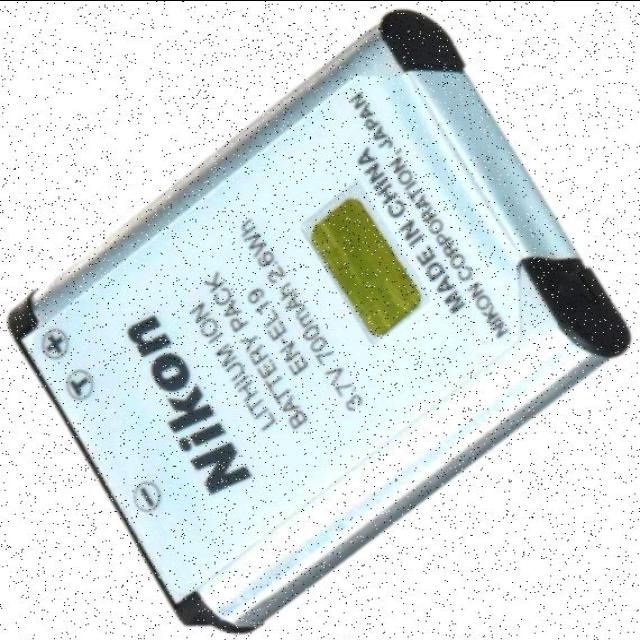 Nikon
LITHIUM ION
BATTERY PACK
EN-EL19
3.7V 700mAh 2.6Wh
MADE IN CHINA
NIKON CORPORATION, JAPAN
+
T
−